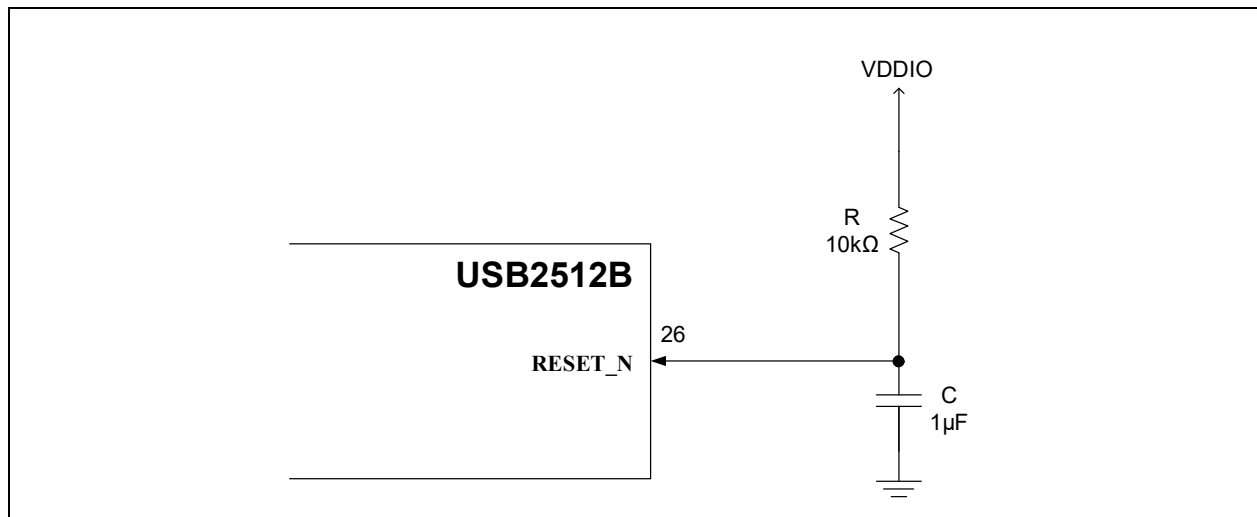 VDDIO
R
10kΩ
USB2512B
26
RESET_N
C
1µF